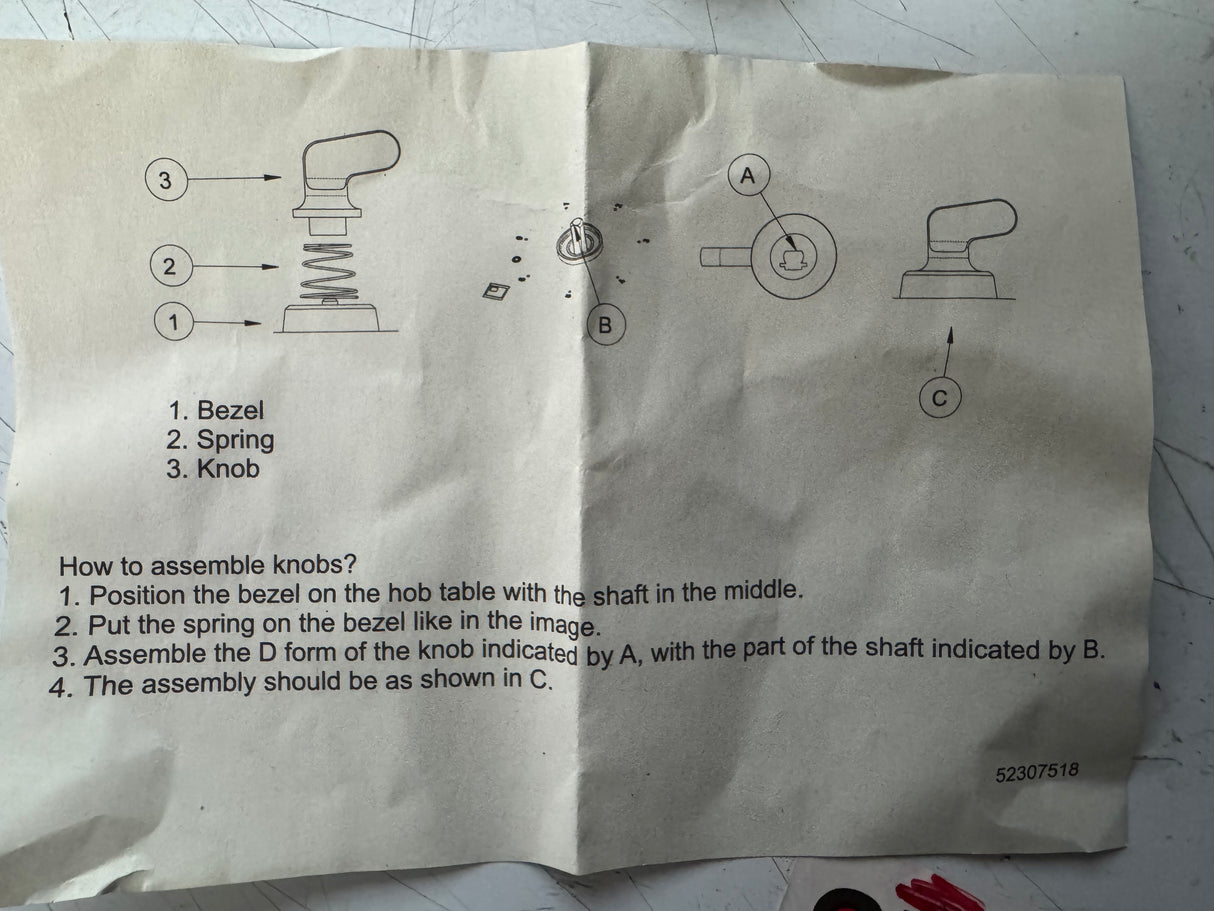 3
A
2
1
B
C
1. Bezel
2. Spring
3. Knob
How to assemble knobs?
1. Position the bezel on the hob table with the shaft in the middle.
2. Put the spring on the bezel like in the image.
3. Assemble the D form of the knob indicated by A, with the part of the shaft indicated by B.
4. The assembly should be as shown in C.
52307518